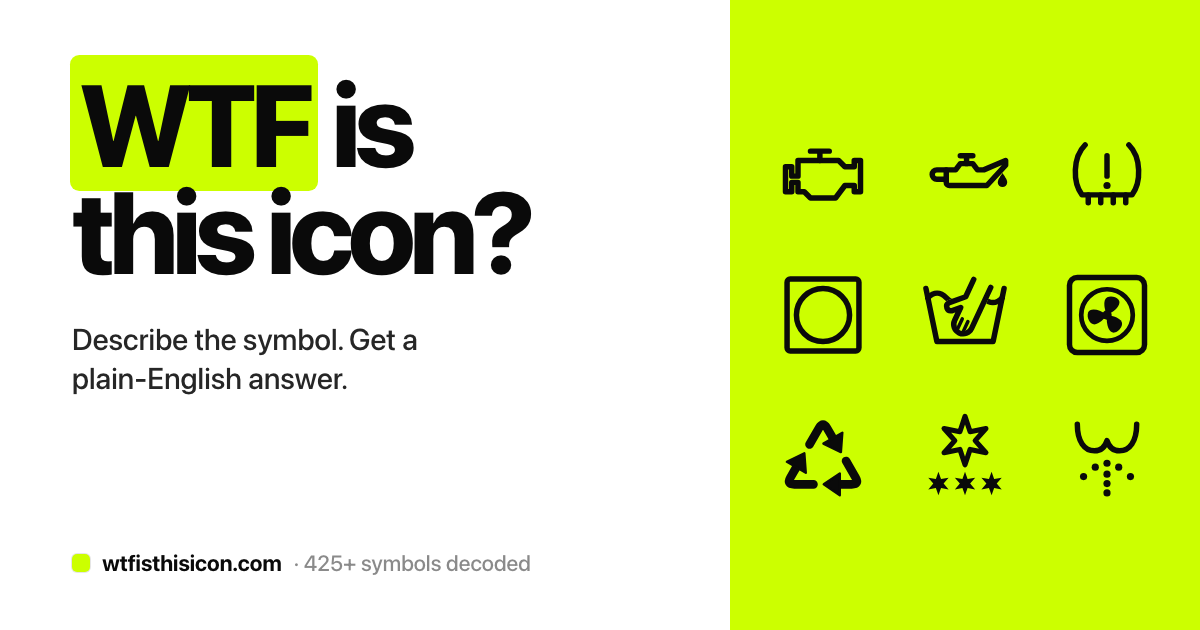 WTF is
this icon?
Describe the symbol. Get a
plain-English answer.
wtfisthisicon.com · 425+ symbols decoded